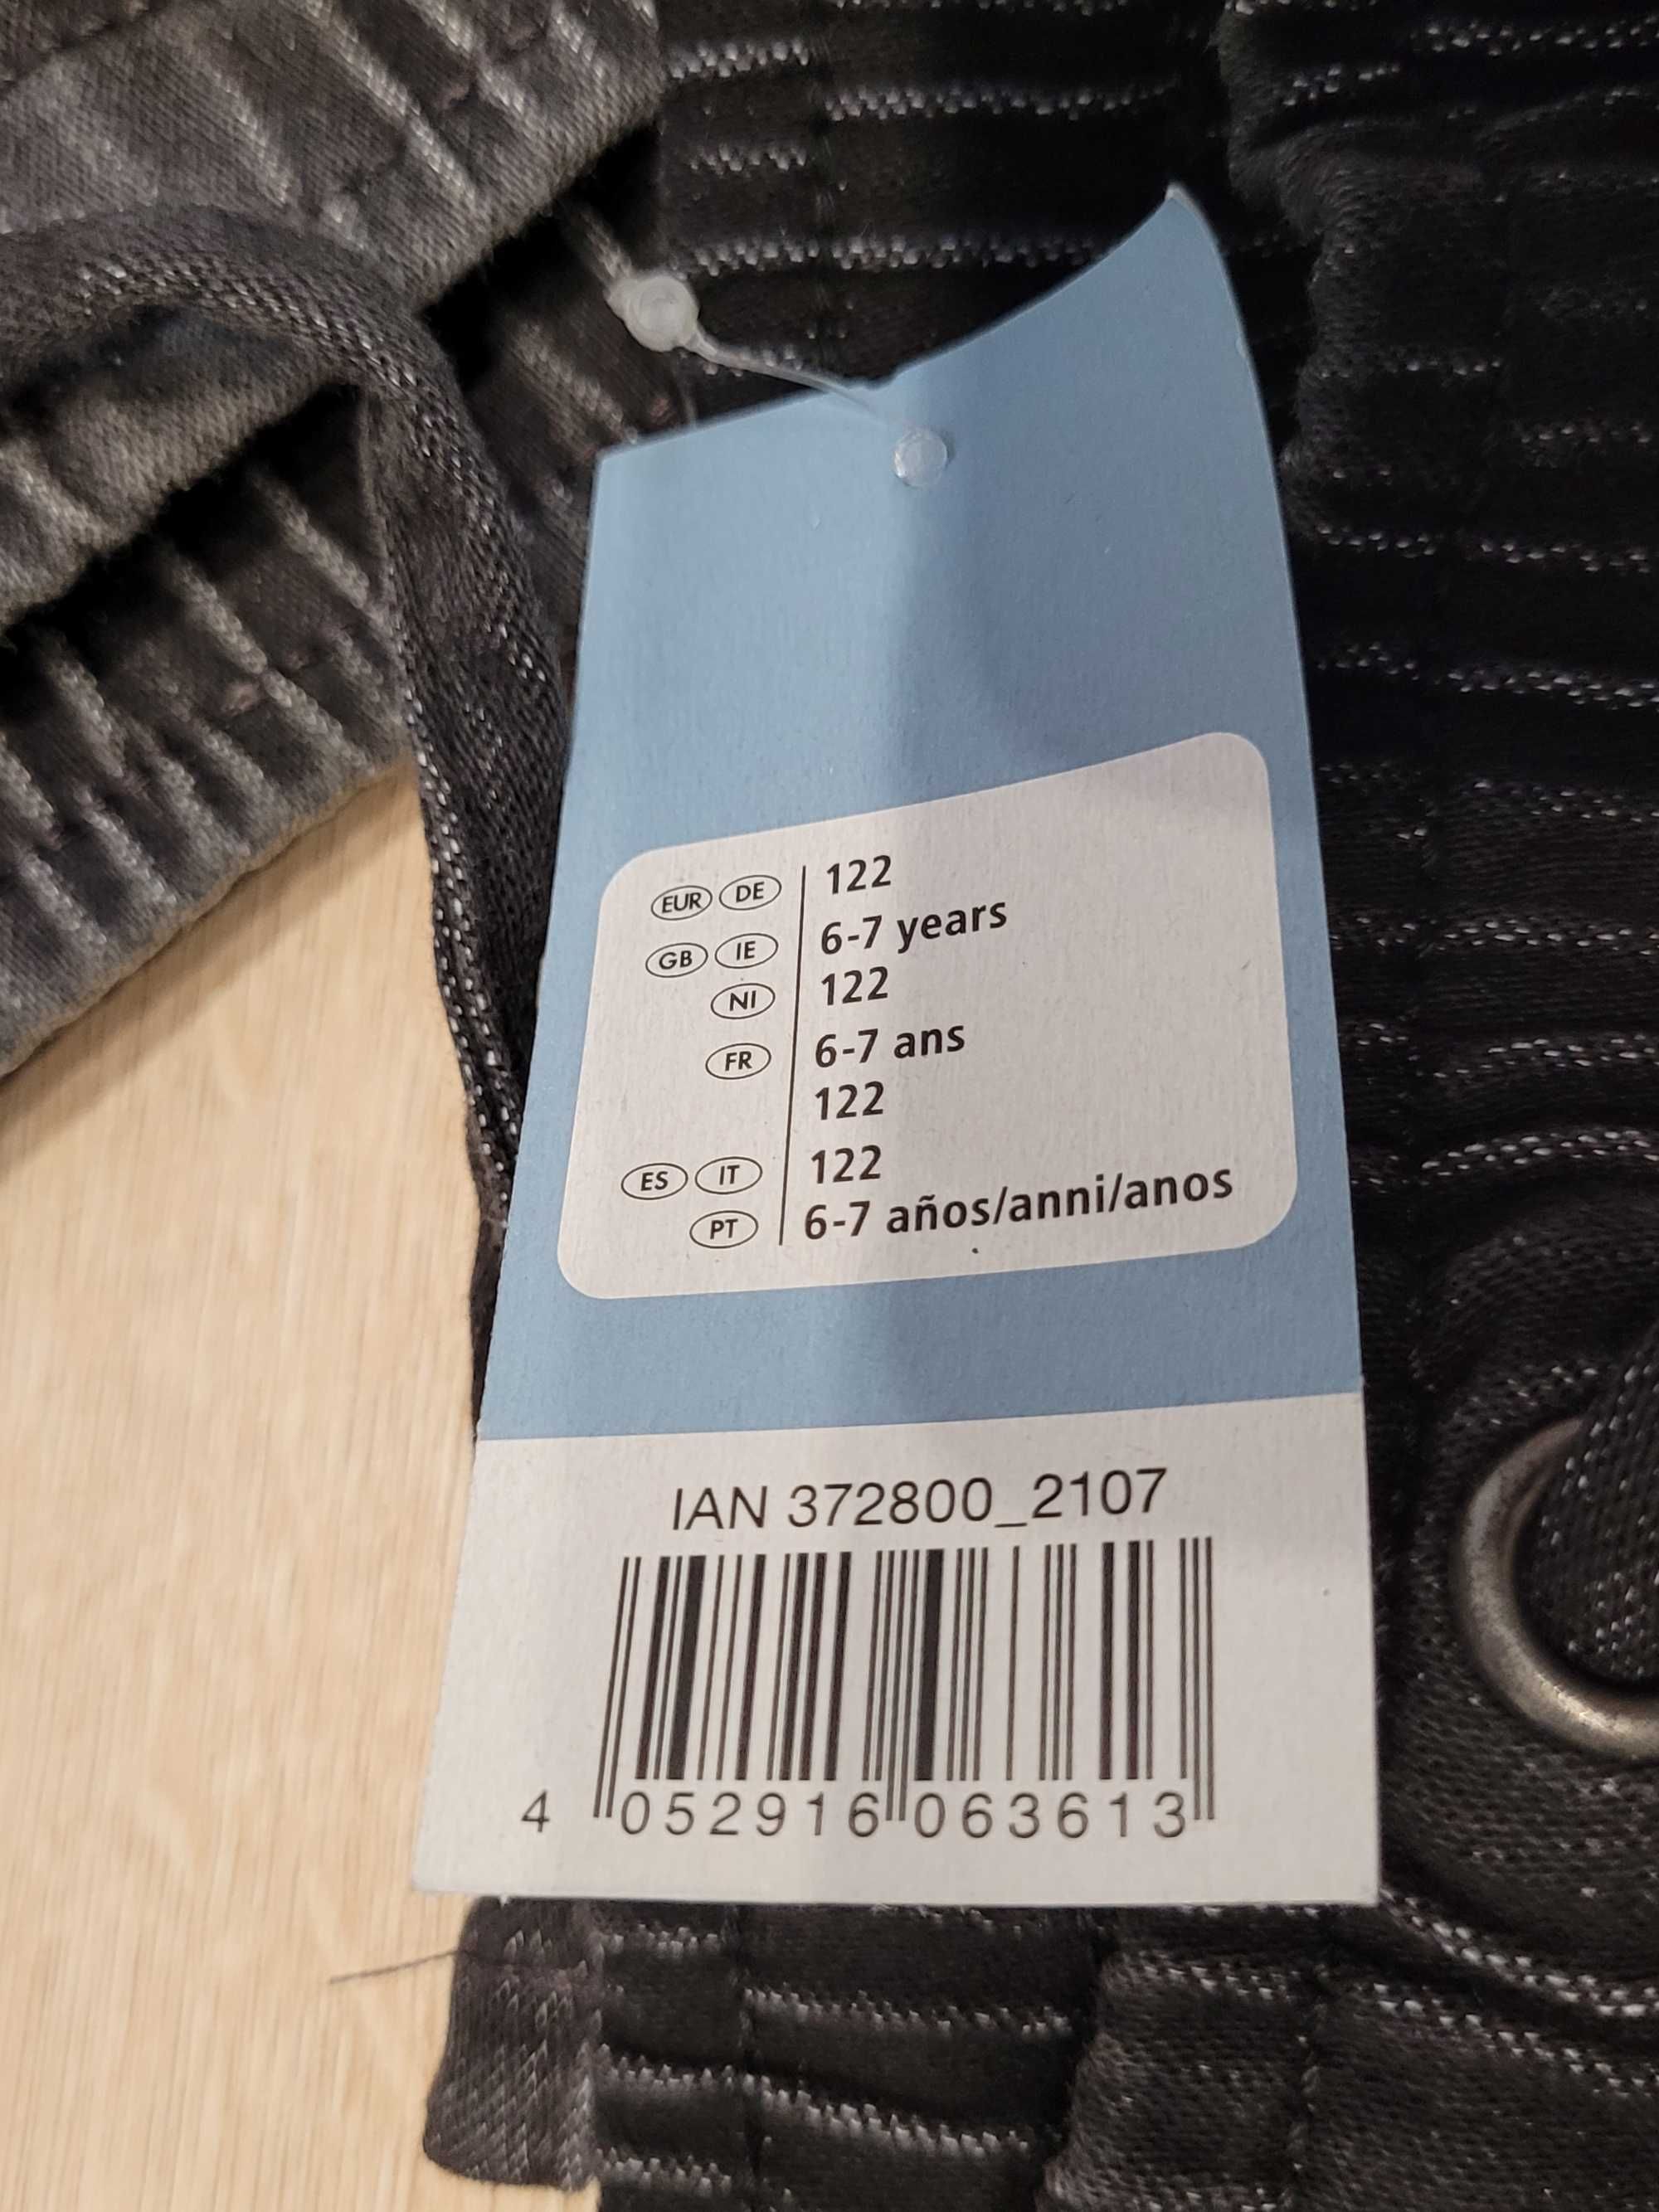 EUR DE 122
GB IE 6-7 years
NI 122
FR 6-7 ans
122
ES IT 122
PT 6-7 años/anni/anos
IAN 372800_2107
4 052916 063613